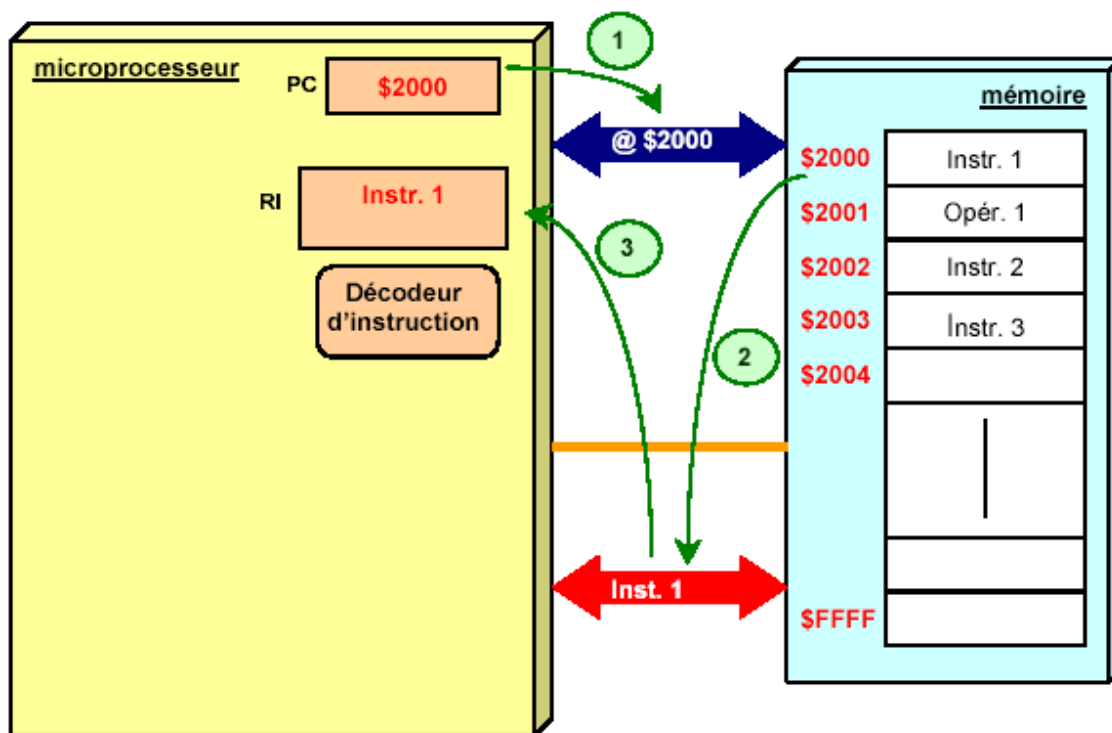 microprocesseur
PC
$2000
1
@ $2000
mémoire
$2000
Instr. 1
RI
Instr. 1
$2001
Opér. 1
3
$2002
Instr. 2
Décodeur
d'instruction
$2003
Instr. 3
2
$2004
Inst. 1
$FFFF